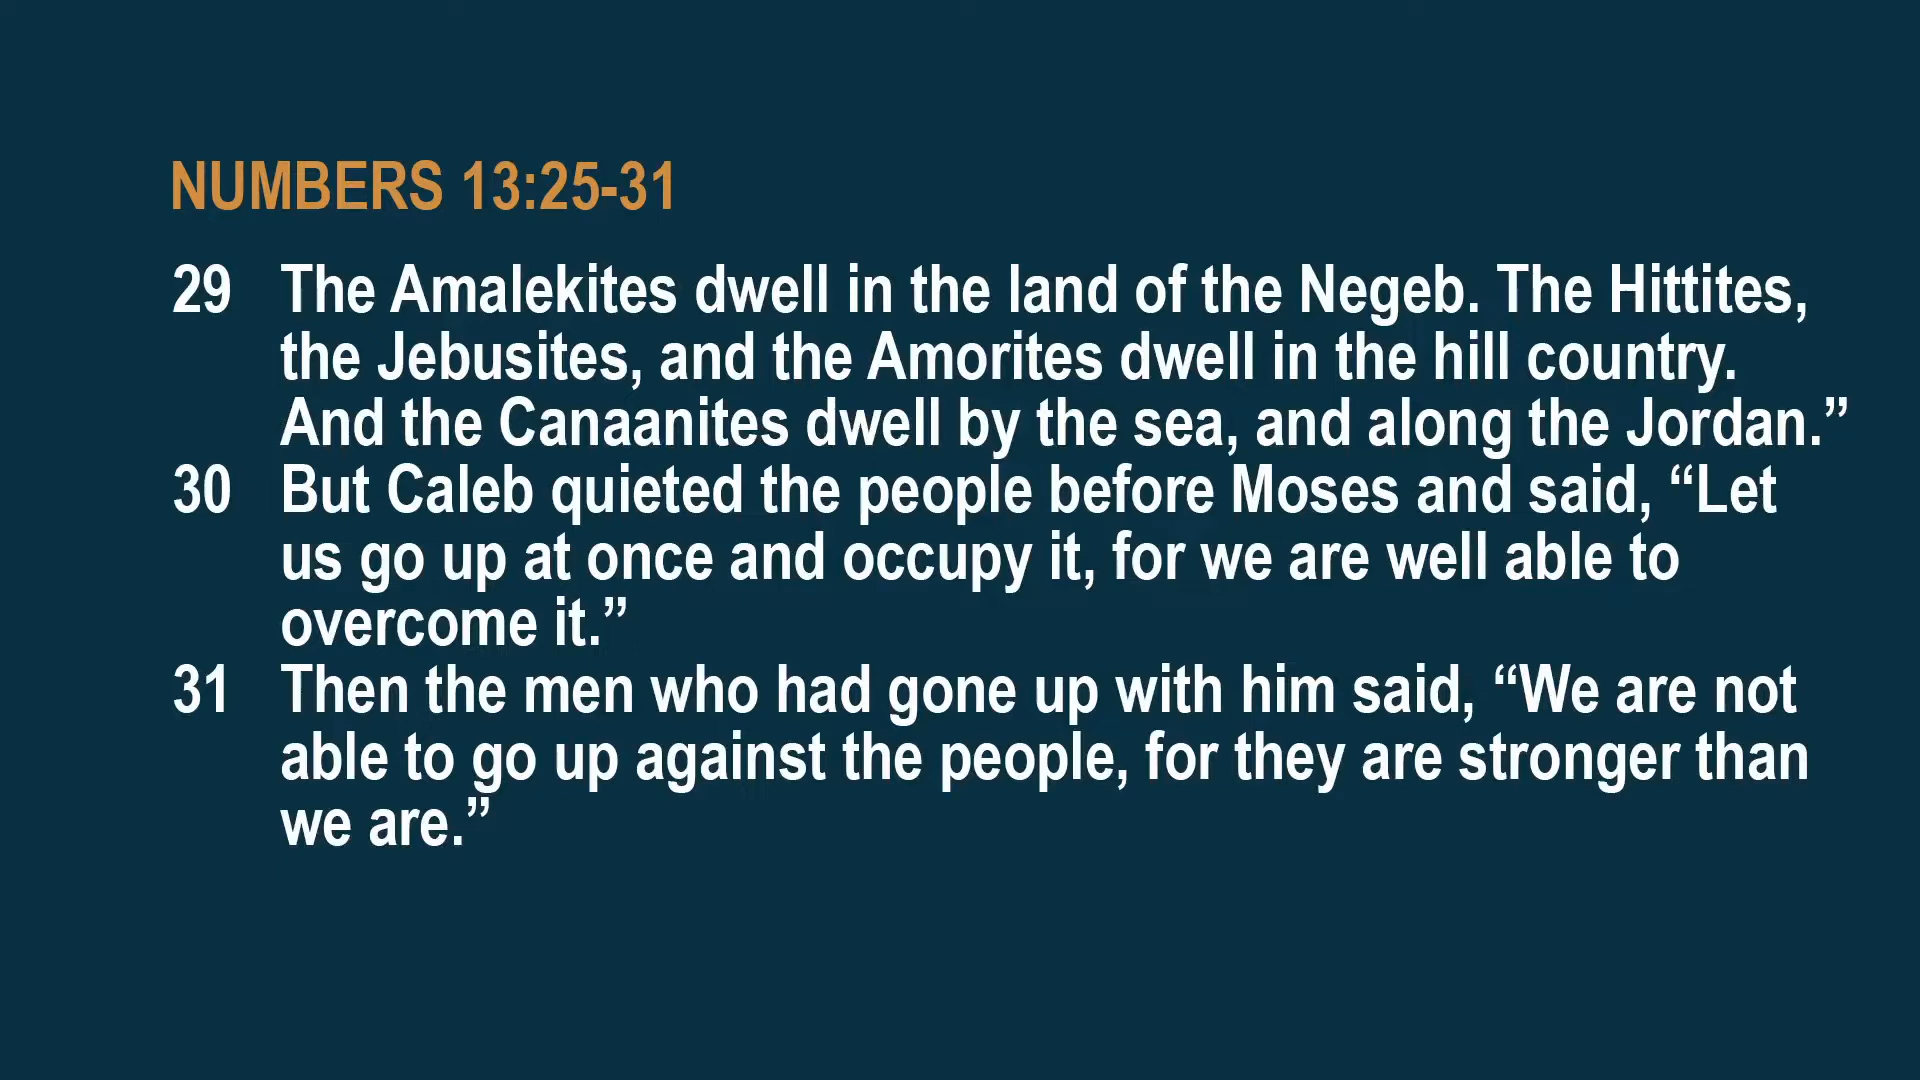 NUMBERS 13:25-31
29 The Amalekites dwell in the land of the Negeb. The Hittites,
the Jebusites, and the Amorites dwell in the hill country.
And the Canaanites dwell by the sea, and along the Jordan.”
30 But Caleb quieted the people before Moses and said, “Let
us go up at once and occupy it, for we are well able to
overcome it.”
31 Then the men who had gone up with him said, “We are not
able to go up against the people, for they are stronger than
we are.”